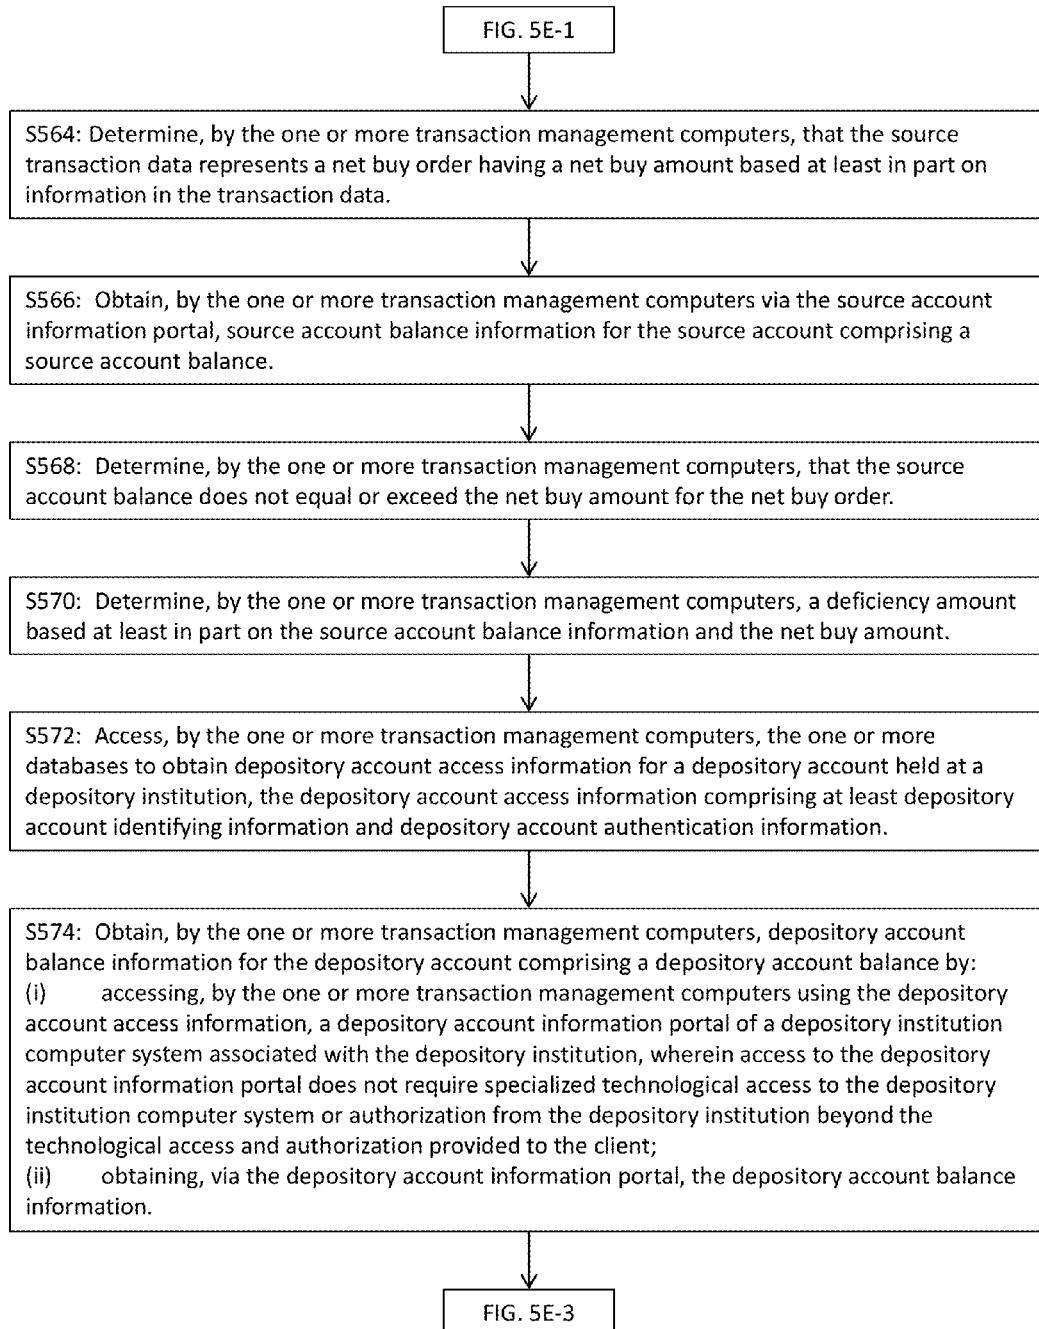 FIG. 5E-1
S564: Determine, by the one or more transaction management computers, that the source
transaction data represents a net buy order having a net buy amount based at least in part on
information in the transaction data.
S566: Obtain, by the one or more transaction management computers via the source account
information portal, source account balance information for the source account comprising a
source account balance.
S568: Determine, by the one or more transaction management computers, that the source
account balance does not equal or exceed the net buy amount for the net buy order.
S570: Determine, by the one or more transaction management computers, a deficiency amount
based at least in part on the source account balance information and the net buy amount.
S572: Access, by the one or more transaction management computers, the one or more
databases to obtain depository account access information for a depository account held at a
depository institution, the depository account access information comprising at least depository
account identifying information and depository account authentication information.
S574: Obtain, by the one or more transaction management computers, depository account
balance information for the depository account comprising a depository account balance by:
(i) accessing, by the one or more transaction management computers using the depository
account access information, a depository account information portal of a depository institution
computer system associated with the depository institution, wherein access to the depository
account information portal does not require specialized technological access to the depository
institution computer system or authorization from the depository institution beyond the
technological access and authorization provided to the client;
(ii) obtaining, via the depository account information portal, the depository account balance
information.
FIG. 5E-3